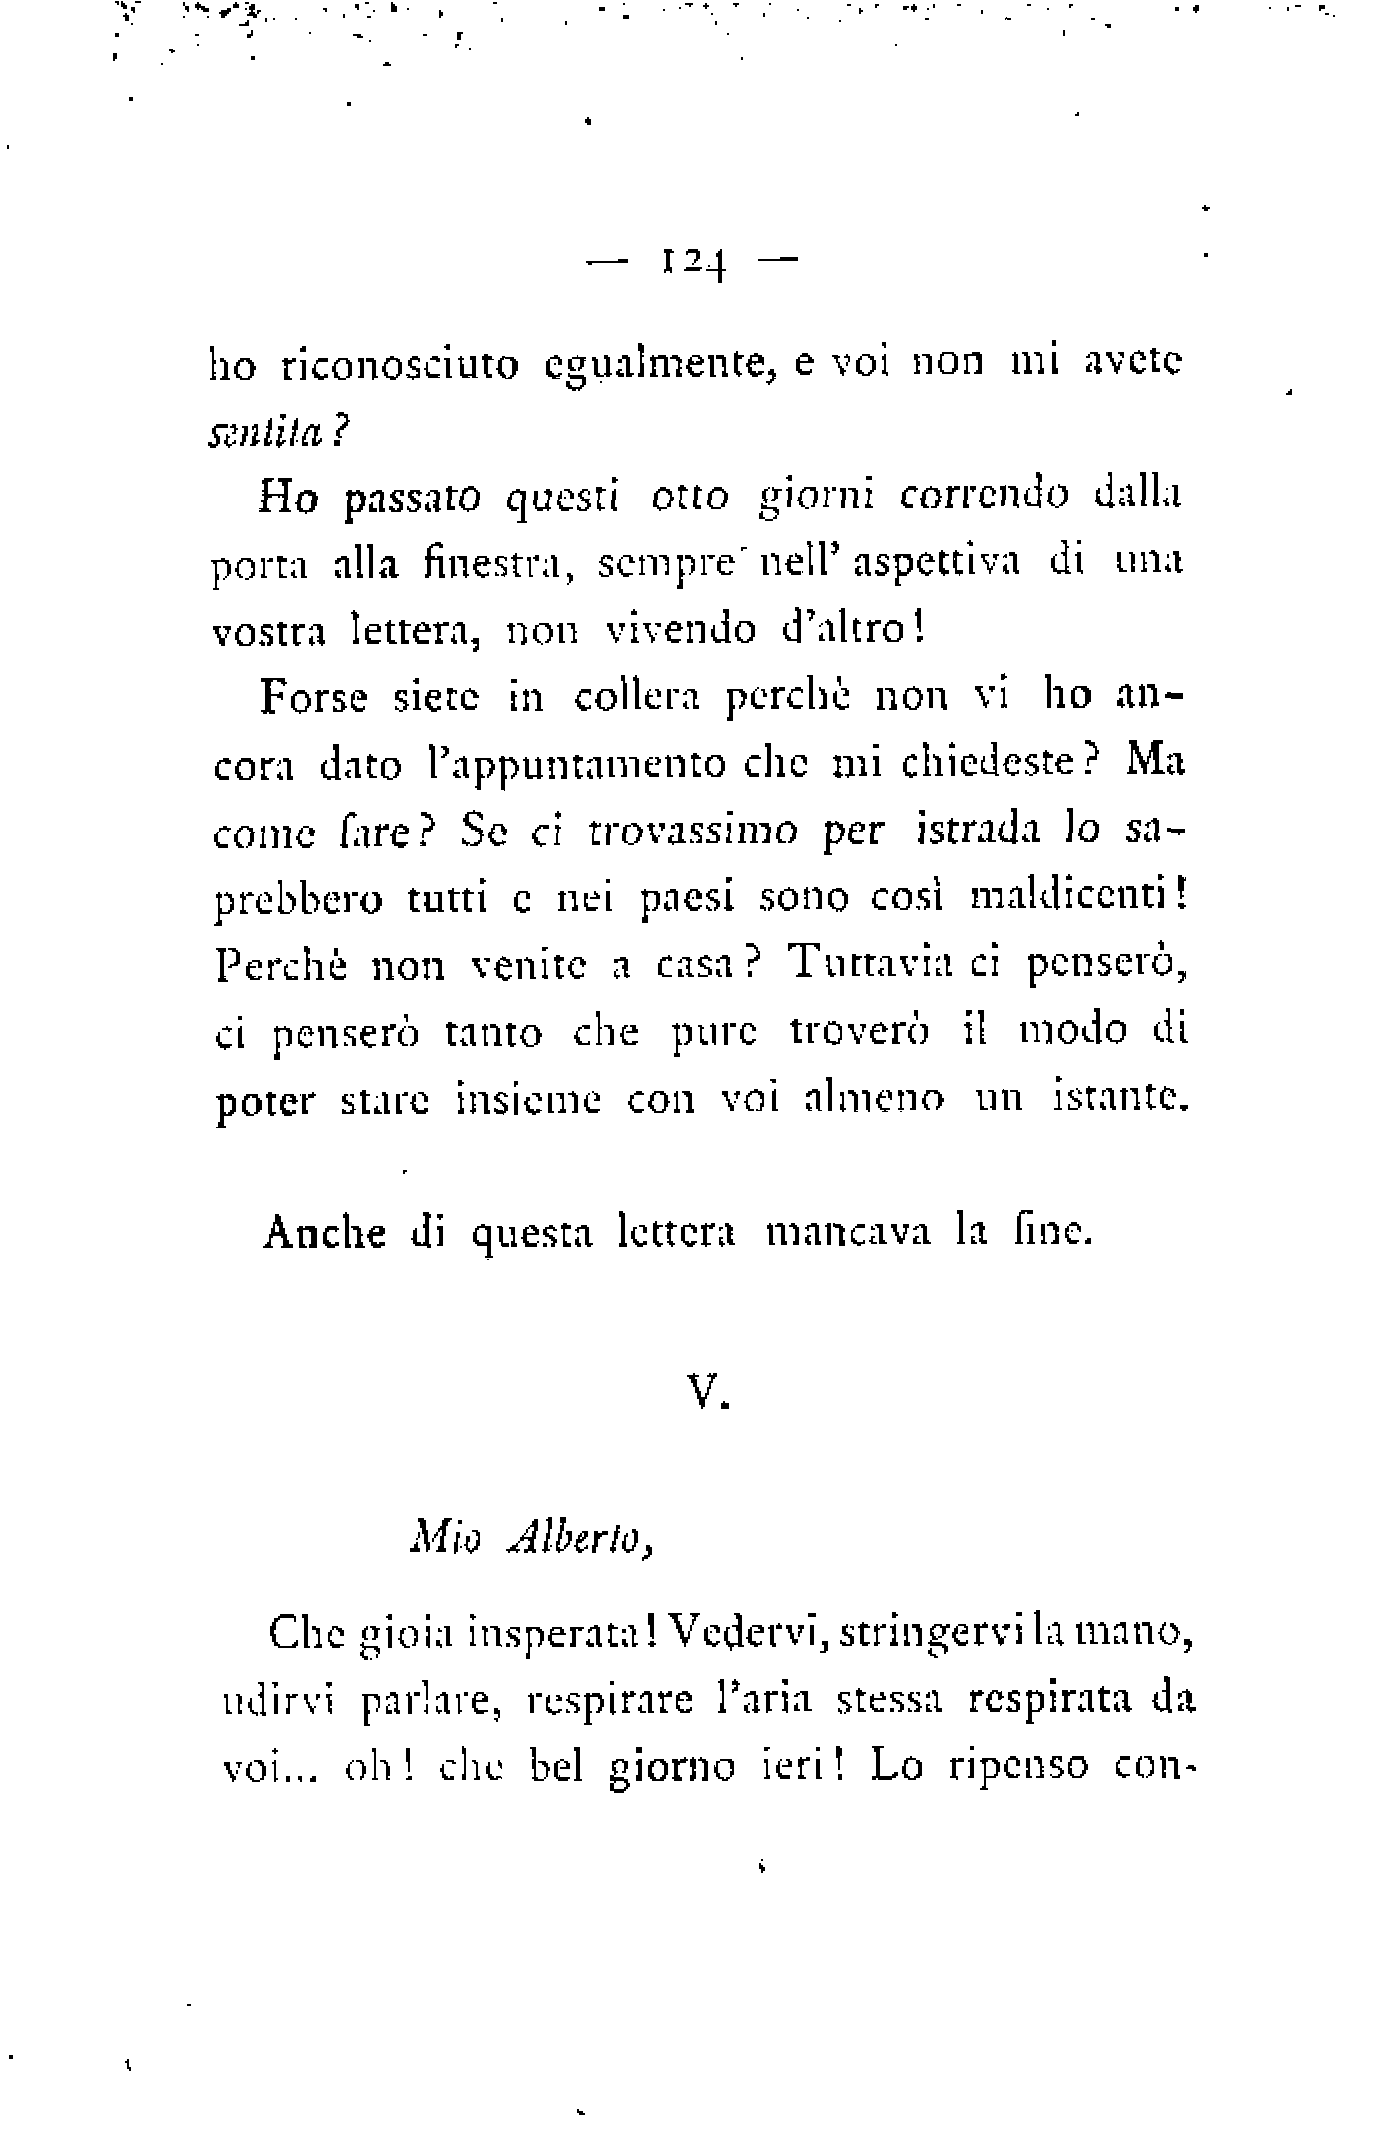 — 124 —
ho riconosciuto egualmente, e voi non mi avete
sentita?
Ho passato questi otto giorni correndo dalla
porta alla finestra, sempre nell' aspettiva di una
vostra lettera, non vivendo d'altro!
Forse siete in collera perchè non vi ho an-
cora dato l'appuntamento che mi chiedeste? Ma
come fare? Se ci trovassimo per istrada lo sa-
prebbero tutti e nei paesi sono così maldicenti!
Perchè non venite a casa? Tuttavia ci penserò,
ci penserò tanto che pure troverò il modo di
poter stare insieme con voi almeno un istante.
Anche di questa lettera mancava la fine.
V.
Mio Alberto,
Che gioia insperata! Vedervi, stringervi la mano,
udirvi parlare, respirare l'aria stessa respirata da
voi... oh! che bel giorno ieri! Lo ripenso con-